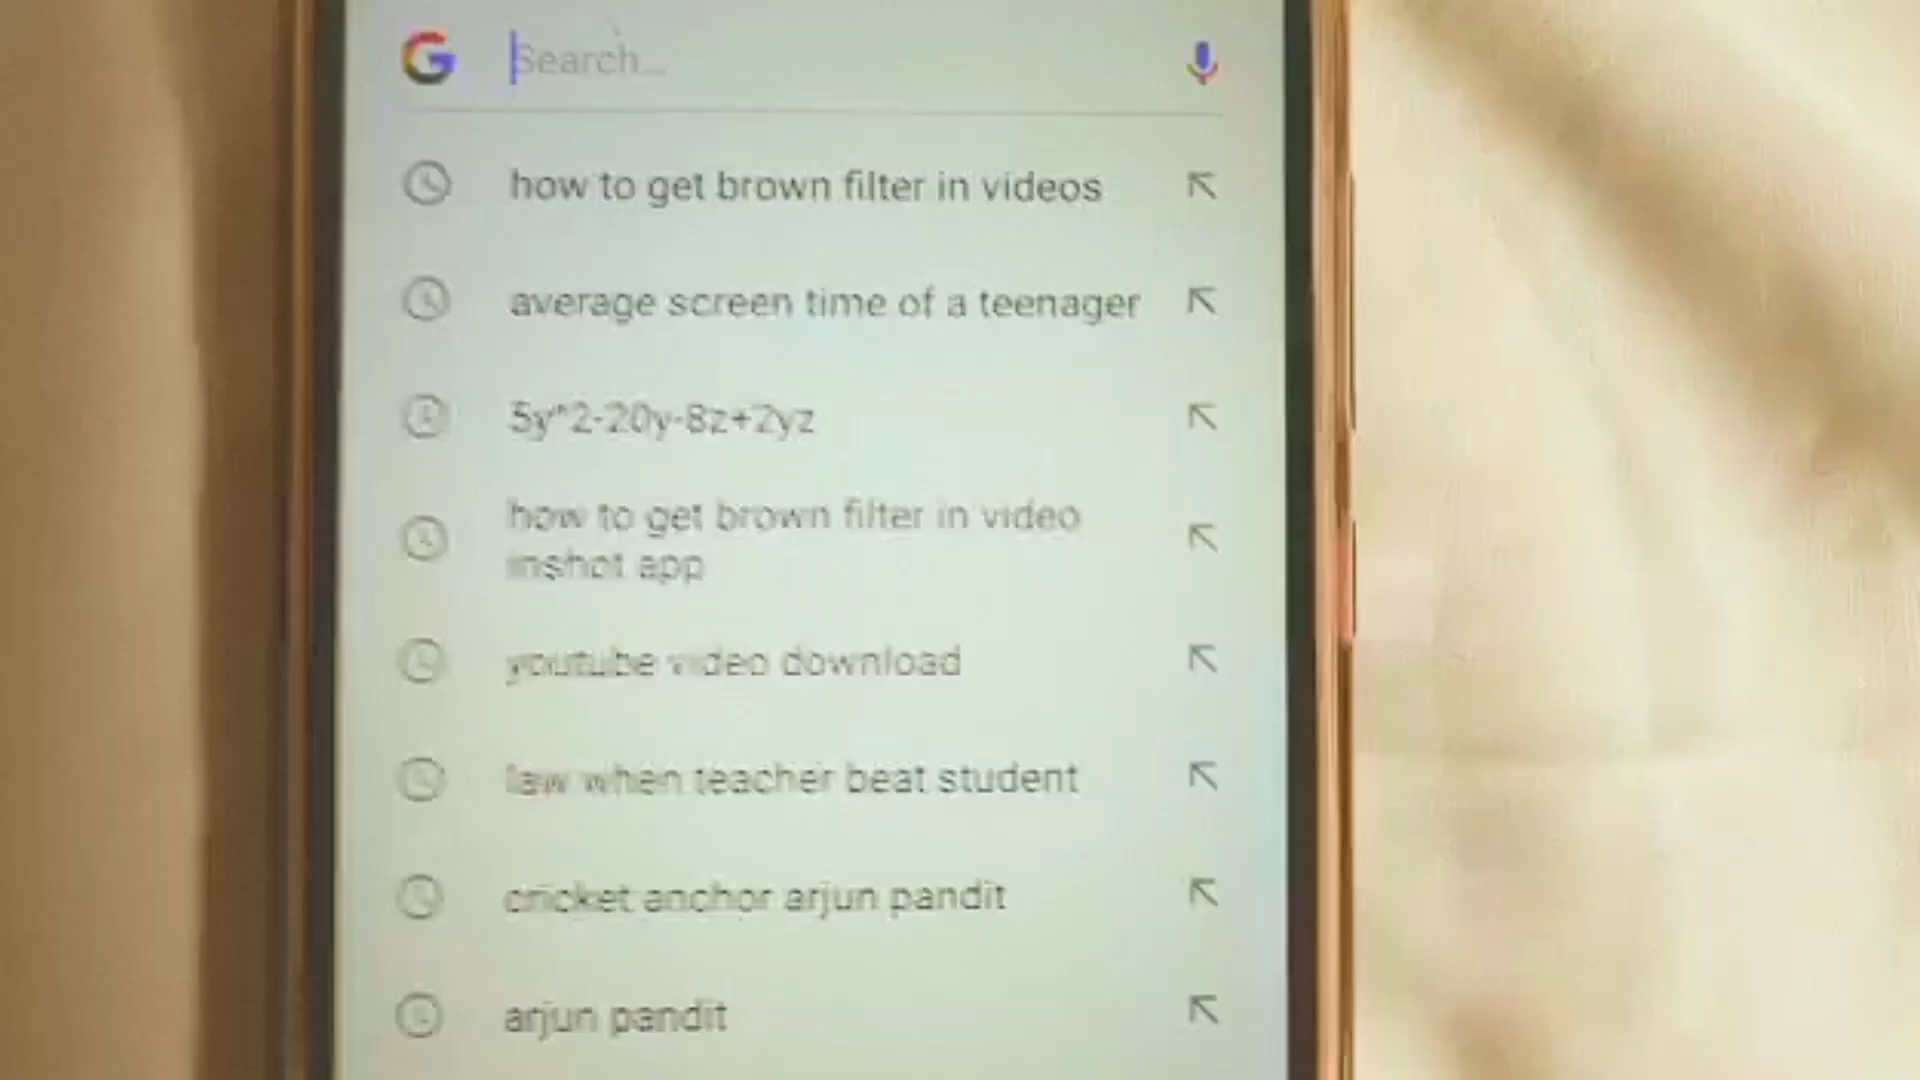 Search...
how to get brown filter in videos
average screen time of a teenager
5y^2-20y-8z+2yz
how to get brown filter in video
inshot app
youtube video download
law when teacher beat student
cricket anchor arjun pandit
arjun pandit